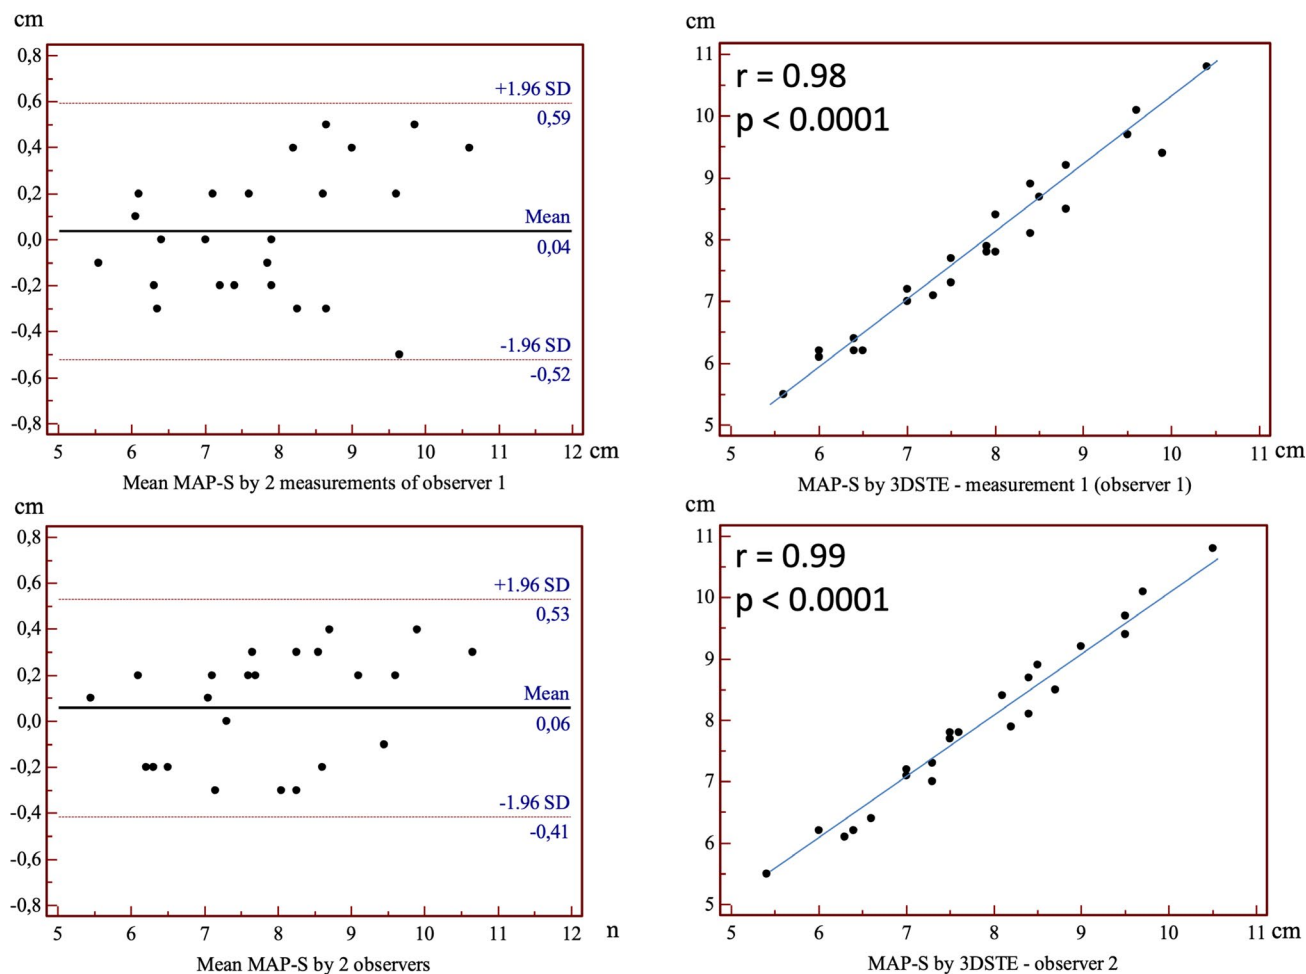 cm
0,8
0,6
0,4
0,2
0,0
-0,2
-0,4
-0,6
-0,8
+1.96 SD
0,59
Mean
0,04
-1.96 SD
-0,52
5 6 7 8 9 10 11 12 cm
Mean MAP-S by 2 measurements of observer 1
cm
11
10
9
8
7
6
5
r = 0.98
p < 0.0001
5 6 7 8 9 10 11 cm
MAP-S by 3DSTE - measurement 1 (observer 1)
cm
0,8
0,6
0,4
0,2
0,0
-0,2
-0,4
-0,6
-0,8
+1.96 SD
0,53
Mean
0,06
-1.96 SD
-0,41
5 6 7 8 9 10 11 12 n
Mean MAP-S by 2 observers
cm
11
10
9
8
7
6
5
r = 0.99
p < 0.0001
5 6 7 8 9 10 11 cm
MAP-S by 3DSTE - observer 2